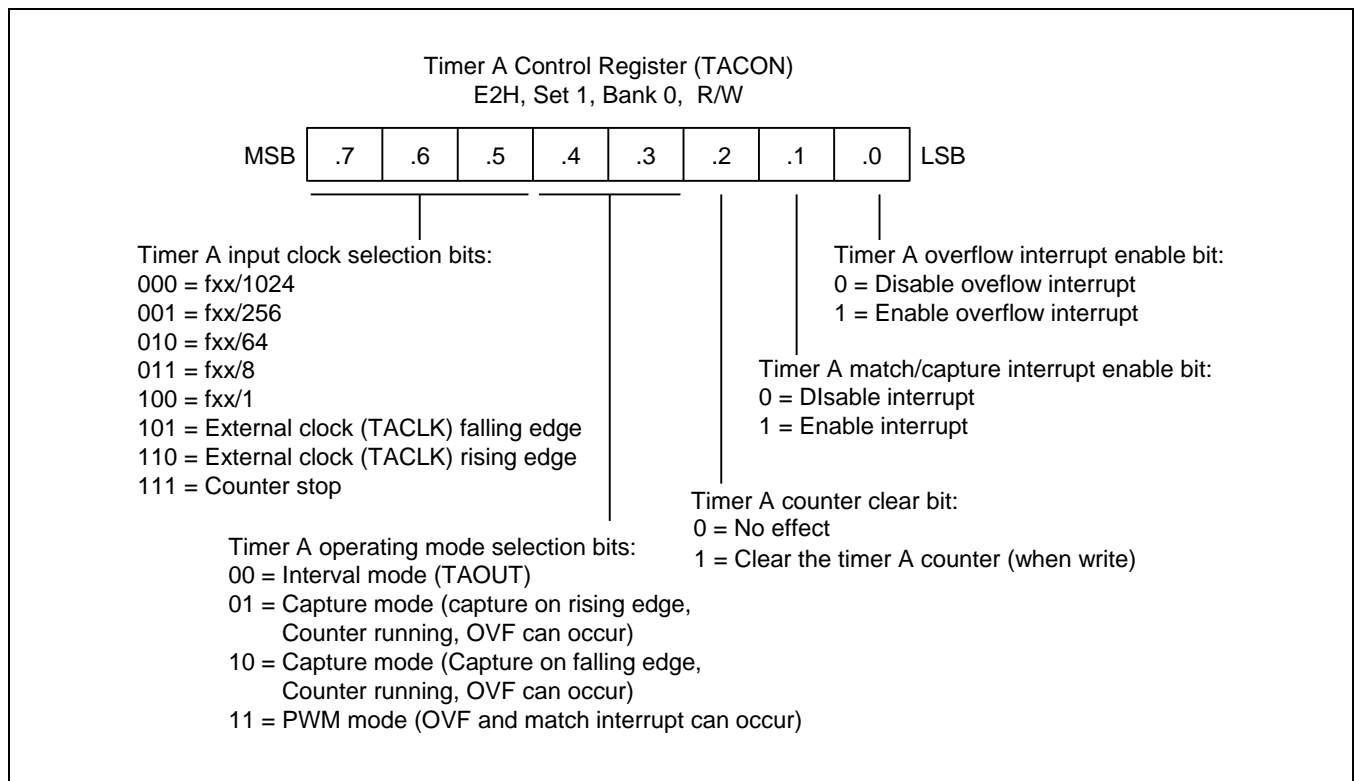 Timer A Control Register (TACON)
E2H, Set 1, Bank 0, R/W
MSB .7 .6 .5 .4 .3 .2 .1 .0 LSB
Timer A input clock selection bits:
000 = fxx/1024
001 = fxx/256
010 = fxx/64
011 = fxx/8
100 = fxx/1
101 = External clock (TACLK) falling edge
110 = External clock (TACLK) rising edge
111 = Counter stop
Timer A overflow interrupt enable bit:
0 = Disable oveflow interrupt
1 = Enable overflow interrupt
Timer A match/capture interrupt enable bit:
0 = DIsable interrupt
1 = Enable interrupt
Timer A counter clear bit:
0 = No effect
1 = Clear the timer A counter (when write)
Timer A operating mode selection bits:
00 = Interval mode (TAOUT)
01 = Capture mode (capture on rising edge,
Counter running, OVF can occur)
10 = Capture mode (Capture on falling edge,
Counter running, OVF can occur)
11 = PWM mode (OVF and match interrupt can occur)